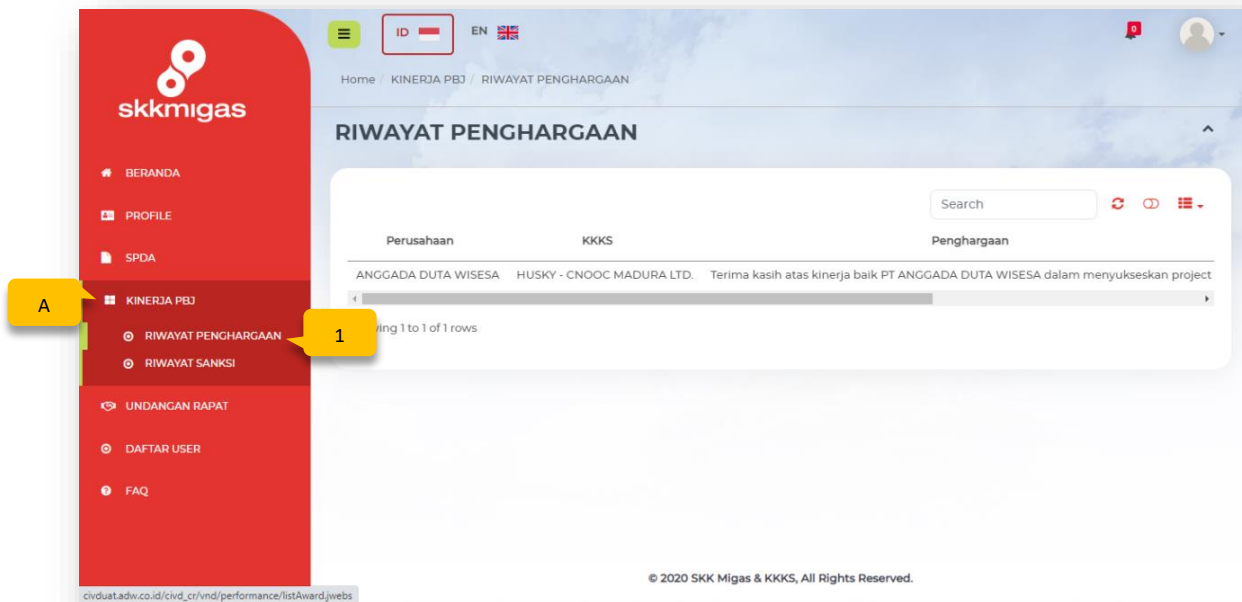 skkmigas
BERANDA
PROFILE
SPDA
KINERJA PBJ
RIWAYAT PENGHARGAAN
RIWAYAT SANKSI
UNDANGAN RAPAT
DAFTAR USER
FAQ
A
1
ID EN
0
Home / KINERJA PBJ / RIWAYAT PENGHARGAAN
RIWAYAT PENGHARGAAN
Search
Perusahaan KKKS Penghargaan
ANGGADA DUTA WISESA HUSKY - CNOOC MADURA LTD. Terima kasih atas kinerja baik PT ANGGADA DUTA WISESA dalam menyukseskan project
ing 1 to 1 of 1 rows
© 2020 SKK Migas & KKKS, All Rights Reserved.
civduat.adw.co.id/civd_cr/vnd/performance/listAward.jwebs